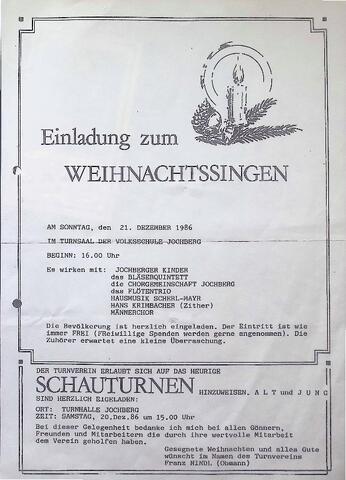 Einladung zum
WEIHNACHTSSINGEN
AM SONNTAG, den 21. DEZEMBER 1986
IM TURNSAAL DER VOLKSSCHULE JOCHBERG
BEGINN: 16.00 Uhr
Es wirken mit: JOCHBERGER KINDER
das BLÄSERQUINTETT
die CHORGEMEINSCHAFT JOCHBERG
das FLÖTENTRIO
HAUSMUSIK SCHERL-MAYR
HANS KRIMBACHER (Zither)
MÄNNERCHOR
Die Bevölkerung ist herzlich eingeladen. Der Eintritt ist wie
immer FREI (FReiwillige Spenden werden gerne angenommen). Die
Zuhörer erwartet eine kleine Überraschung.
DER TURNVEREIN ERLAUBT SICH AUF DAS HEURIGE
SCHAUTURNEN HINZUWEISEN. A L T und J U N G
SIND HERZLICH EIGELADEN:
ORT: TURNHALLE JOCHBERG
ZEIT: SAMSTAG, 20.Dez.86 um 15.00 Uhr
Bei dieser Gelegenheit bedanke ich mich bei allen Gönnern,
Freunden und Mitarbeitern die durch ihre wertvolle Mitarbeit
dem Verein geholfen haben.
Gesegnete Weihnachten und alles Gute
wünscht im Namen des Turnvereins
Franz HINDL (Obmann)